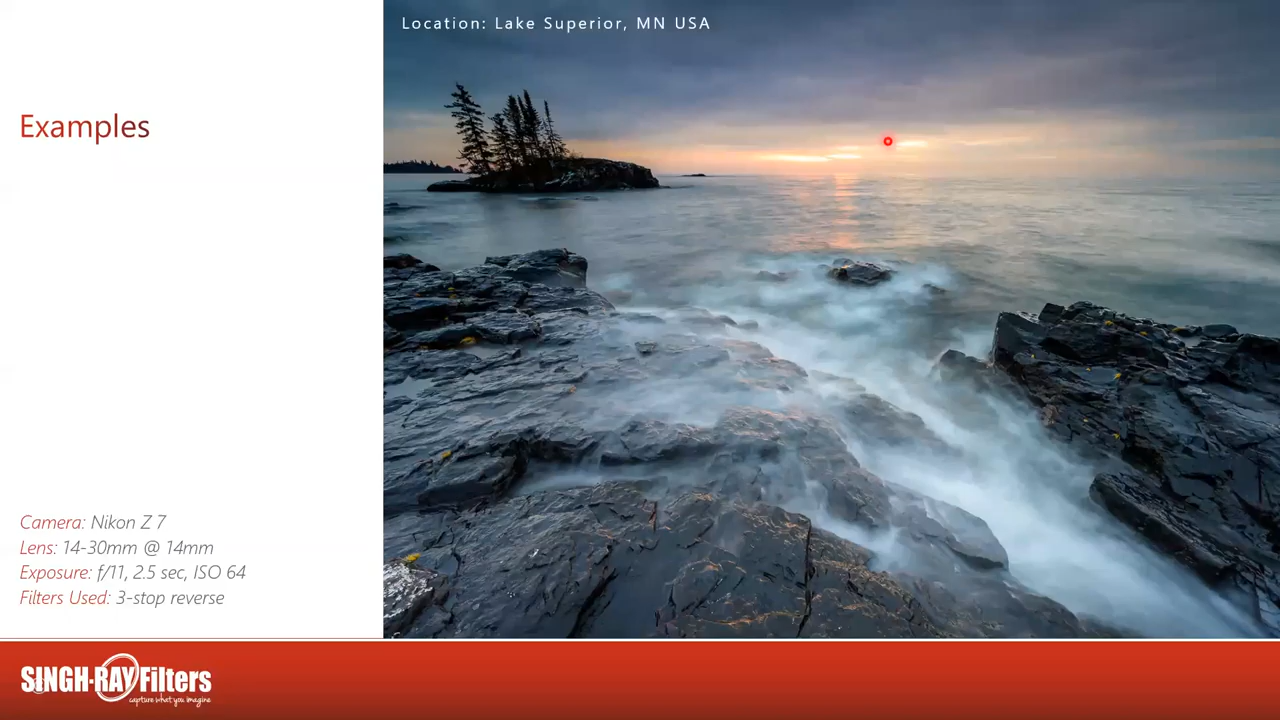 Location: Lake Superior, MN USA
Examples
Camera: Nikon Z 7
Lens: 14-30mm @ 14mm
Exposure: f/11, 2.5 sec, ISO 64
Filters Used: 3-stop reverse
SINGH-RAY Filters
capture what you imagine